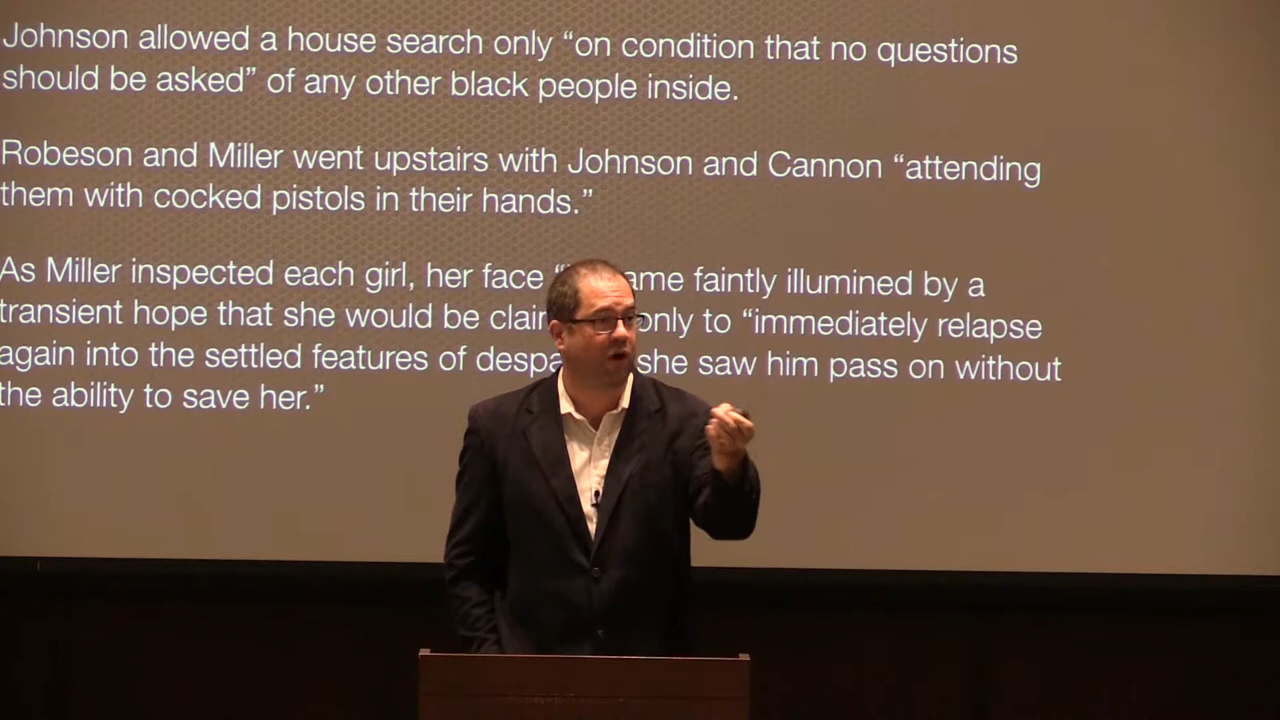 Johnson allowed a house search only “on condition that no questions
should be asked” of any other black people inside.
Robeson and Miller went upstairs with Johnson and Cannon “attending
them with cocked pistols in their hands.”
As Miller inspected each girl, her face “ ame faintly illumined by a
transient hope that she would be clai only to “immediately relapse
again into the settled features of despa she saw him pass on without
the ability to save her.”